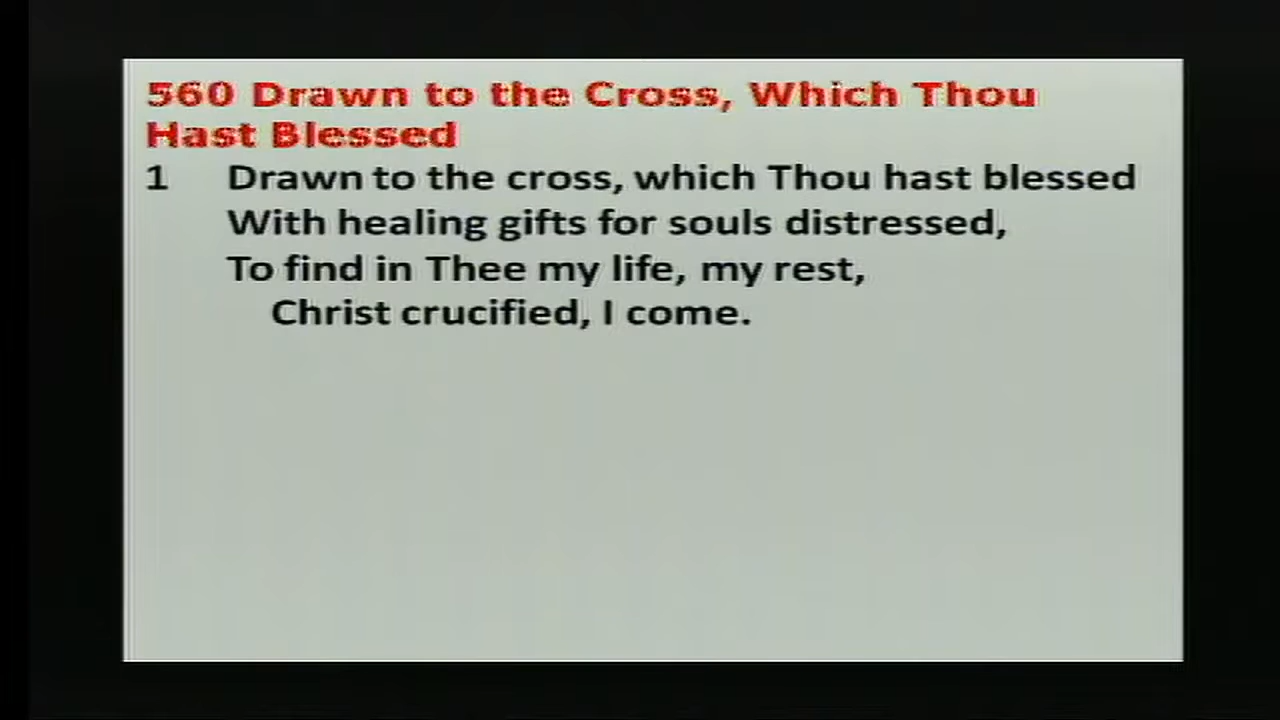 560 Drawn to the Cross, Which Thou
Hast Blessed
1 Drawn to the cross, which Thou hast blessed
With healing gifts for souls distressed,
To find in Thee my life, my rest,
Christ crucified, I come.